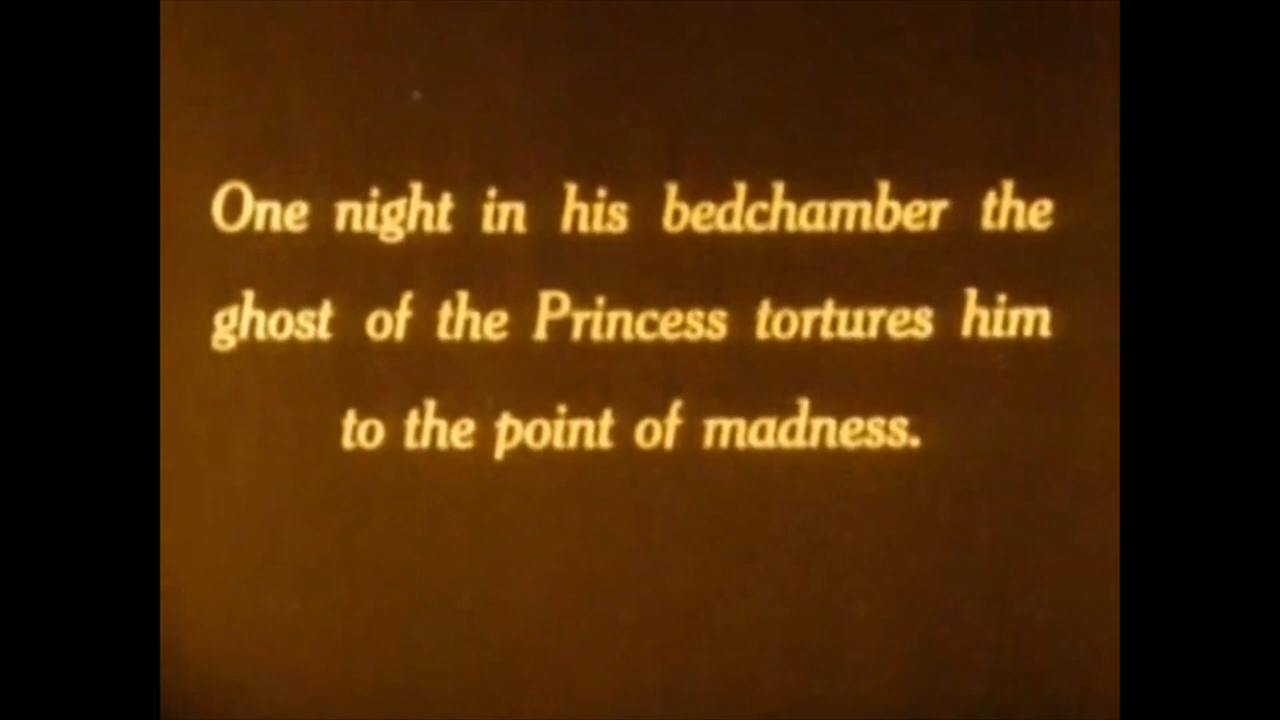 One night in his bedchamber the
ghost of the Princess tortures him
to the point of madness.